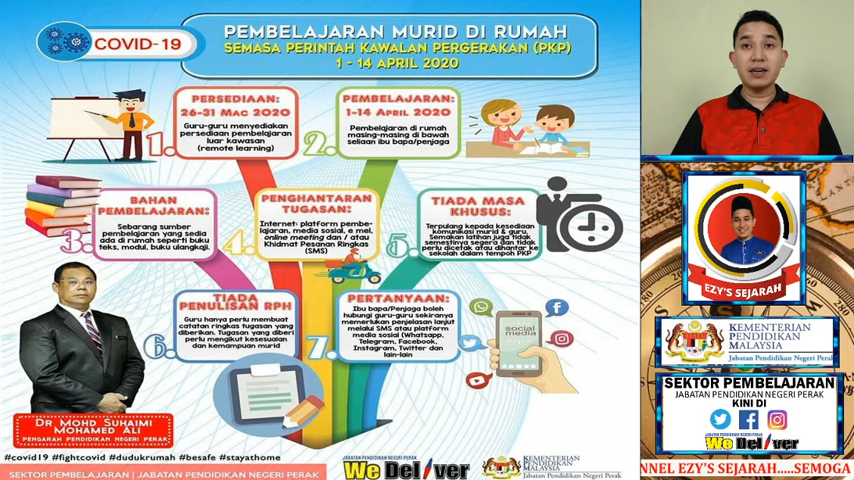 COVID-19
PEMBELAJARAN MURID DI RUMAH
SEMASA PERINTAH KAWALAN PERGERAKAN (PKP)
1 - 14 APRIL 2020
1.
PERSEDIAAN:
26-31 MAC 2020
Guru-guru menyediakan
persediaan pembelajaran
luar kawasan
(remote learning)
2.
PEMBELAJARAN:
1-14 APRIL 2020
Pembelajaran di rumah
masing-masing di bawah
seliaan ibu bapa/penjaga
3.
BAHAN
PEMBELAJARAN:
Sebarang sumber
pembelajaran yang sedia
ada di rumah seperti buku
teks, modul, buku ulangkaji.
4.
PENGHANTARAN
TUGASAN:
Internet: platform pembe-
lajaran, media sosial, e mel,
online meeting dan / atau
Khidmat Pesanan Ringkas
(SMS)
5.
TIADA MASA
KHUSUS:
Terpulang kepada kesediaan
komunikasi murid & guru,
Semakan latihan juga tidak
semestinya segera dan tidak
perlu dicetak atau dihantar ke
sekolah dalam tempoh PKP
6.
TIADA
PENULISAN RPH
Guru hanya perlu membuat
catatan ringkas tugasan yang
diberikan. Tugasan yang diberi
perlu mengikut kesesuaian
dan kemampuan murid
7.
PERTANYAAN:
Ibu bapa/Penjaga boleh
hubungi guru-guru sekiranya
memerlukan penjelasan lanjut
melalui SMS atau platform
media sosial (Whatsapp,
Telegram, Facebook,
Instagram, Twitter dan
lain-lain
social
media
DR MOHD SUHAIMI
MOHAMED ALI
PENGARAH PENDIDIKAN NEGERI PERAK
#covid19 #fightcovid #dudukrumah #besafe #stayathome
SEKTOR PEMBELAJARAN | JABATAN PENDIDIKAN NEGERI PERAK
JABATAN PENDIDIKAN NEGERI PERAK
We Deliver
KEMENTERIAN
PENDIDIKAN
MALAYSIA
Jabatan Pendidikan Negeri Perak
EZY'S SEJARAH
KEMENTERIAN
PENDIDIKAN
MALAYSIA
Jabatan Pendidikan Negeri Perak
SEKTOR PEMBELAJARAN
JABATAN PENDIDIKAN NEGERI PERAK
KINI DI
JABATAN PENDIDIKAN NEGERI PERAK
We Deliver
NNEL EZY'S SEJARAH.....SEMOGA